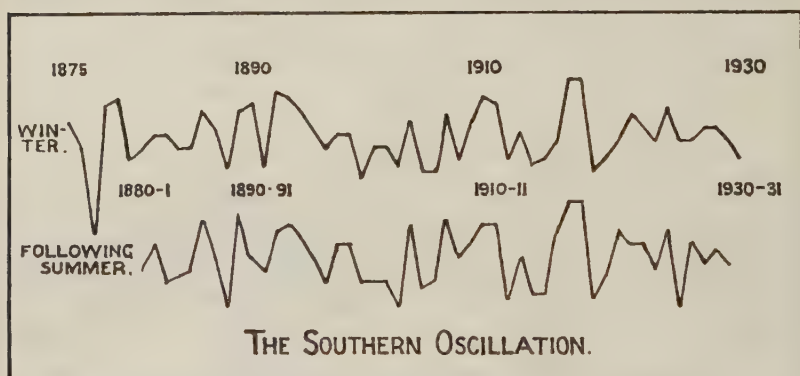 1875 1890 1910 1930
WIN-
TER.
1880-1 1890-91 1910-11 1930-31
FOLLOWING
SUMMER.
THE SOUTHERN OSCILLATION.